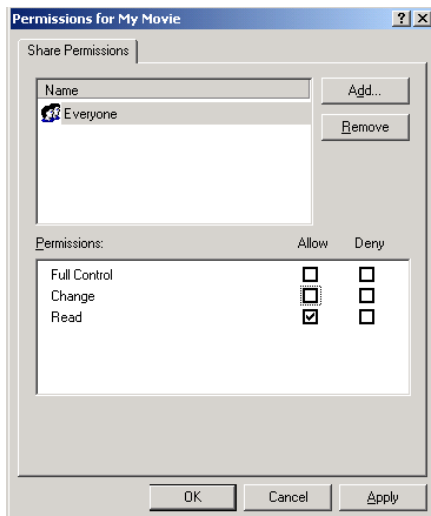 Permissions for My Movie
Share Permissions
Name
Add...
Everyone
Remove
Permissions: Allow Deny
Full Control
Change
Read
OK Cancel Apply